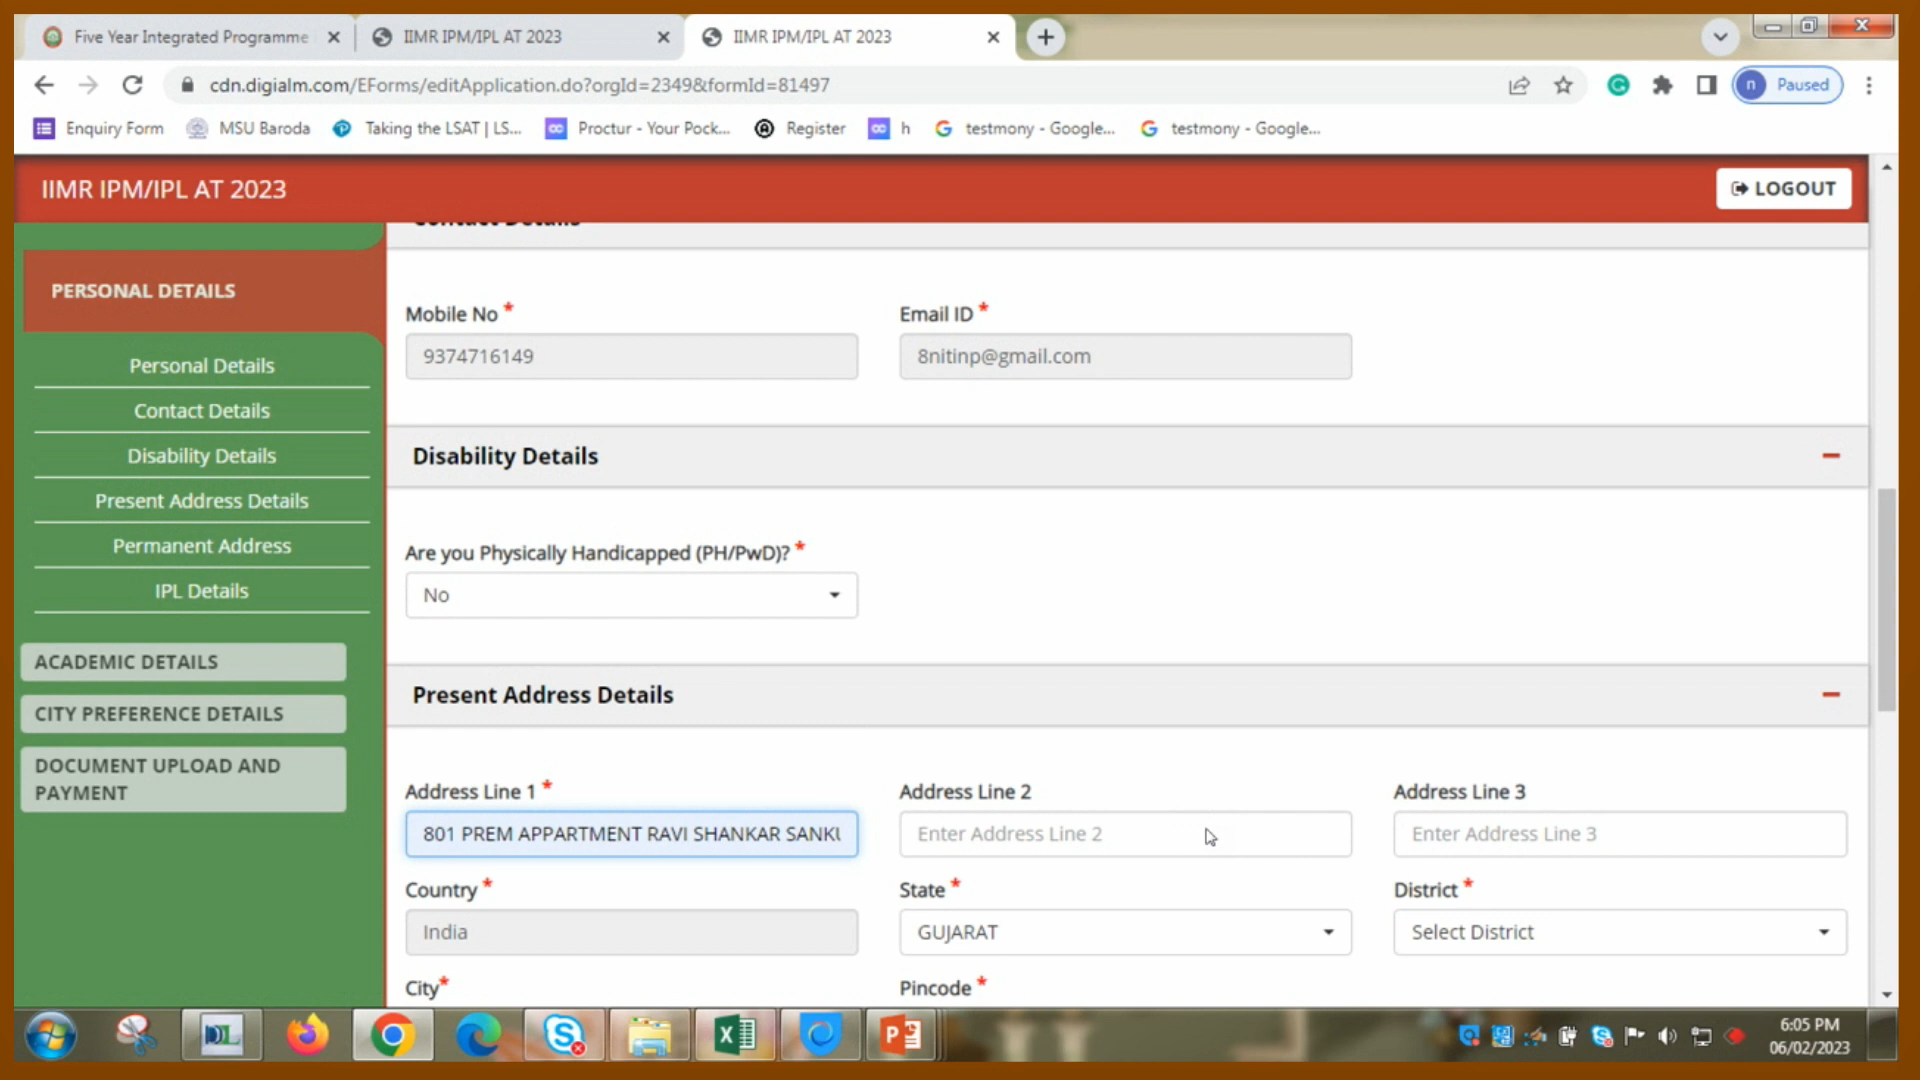 Five Year Integrated Programme
IIMR IPM/IPL AT 2023
IIMR IPM/IPL AT 2023
cdn.digialm.com/EForms/editApplication.do?orgId=2349&formId=81497
n Paused
Enquiry Form
MSU Baroda
Taking the LSAT | LS...
Proctur - Your Pock...
Register
h
testmony - Google...
testmony - Google...
IIMR IPM/IPL AT 2023
LOGOUT
Contact Details
PERSONAL DETAILS
Personal Details
Contact Details
Disability Details
Present Address Details
Permanent Address
IPL Details
ACADEMIC DETAILS
CITY PREFERENCE DETAILS
DOCUMENT UPLOAD AND
PAYMENT
Mobile No *
Email ID *
9374716149
8nitinp@gmail.com
Disability Details
Are you Physically Handicapped (PH/PwD)? *
No
Present Address Details
Address Line 1 *
Address Line 2
Address Line 3
801 PREM APPARTMENT RAVI SHANKAR SANKU
Enter Address Line 2
Enter Address Line 3
Country *
State *
District *
India
GUJARAT
Select District
City*
Pincode *
DL
6:05 PM
06/02/2023